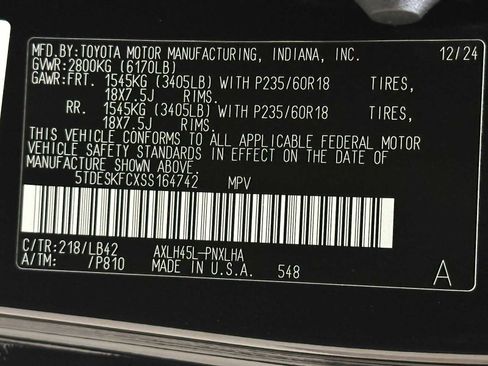 MFD.BY:TOYOTA MOTOR MANUFACTURING, INDIANA, INC. 12/24
GVWR:2800KG (6170LB)
GAWR:FRT. 1545KG (3405LB) WITH P235/60R18 TIRES,
18X7.5J RIMS.
RR. 1545KG (3405LB) WITH P235/60R18 TIRES,
18X7.5J RIMS.
THIS VEHICLE CONFORMS TO ALL APPLICABLE FEDERAL MOTOR
VEHICLE SAFETY STANDARDS IN EFFECT ON THE DATE OF
MANUFACTURE SHOWN ABOVE.
5TDESKFCXSS164742 MPV
C/TR:218/LB42 AXLH45L-PNXLHA
A/TM: /P810 MADE IN U.S.A. 548 A